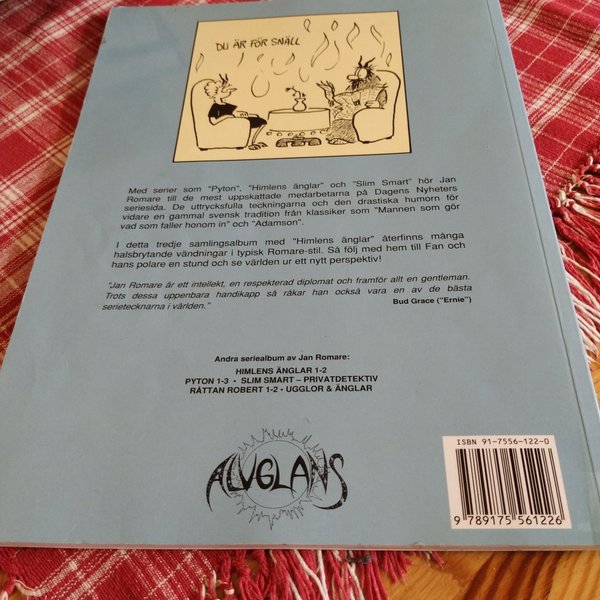 DU ÄR FÖR SNÄLL
Med serier som "Pyton", "Himlens änglar" och "Slim Smart" hör Jan
Romare till de mest uppskattade medarbetarna på Dagens Nyheters
seriesida. De uttrycksfulla teckningarna och den drastiska humorn för
vidare en gammal svensk tradition från klassiker som "Mannen som gör
vad som faller honom in" och "Adamson".
I detta tredje samlingsalbum med "Himlens änglar" återfinns många
halsbrytande vändningar i typisk Romare-stil. Så följ med hem till Fan och
hans polare en stund och se världen ur ett nytt perspektiv!
"Jan Romare är ett intellekt, en respekterad diplomat och framför allt en gentleman.
Trots dessa uppenbara handikapp så råkar han också vara en av de bästa
serietecknarna i världen."
Bud Grace ("Ernie")
Andra seriealbum av Jan Romare:
HIMLENS ÄNGLAR 1-2
PYTON 1-3 • SLIM SMART – PRIVATDETEKTIV
RÅTTAN ROBERT 1-2 • UGGLOR & ÄNGLAR
ALVGLANS
ISBN 91-7556-122-0
9 789175 561226